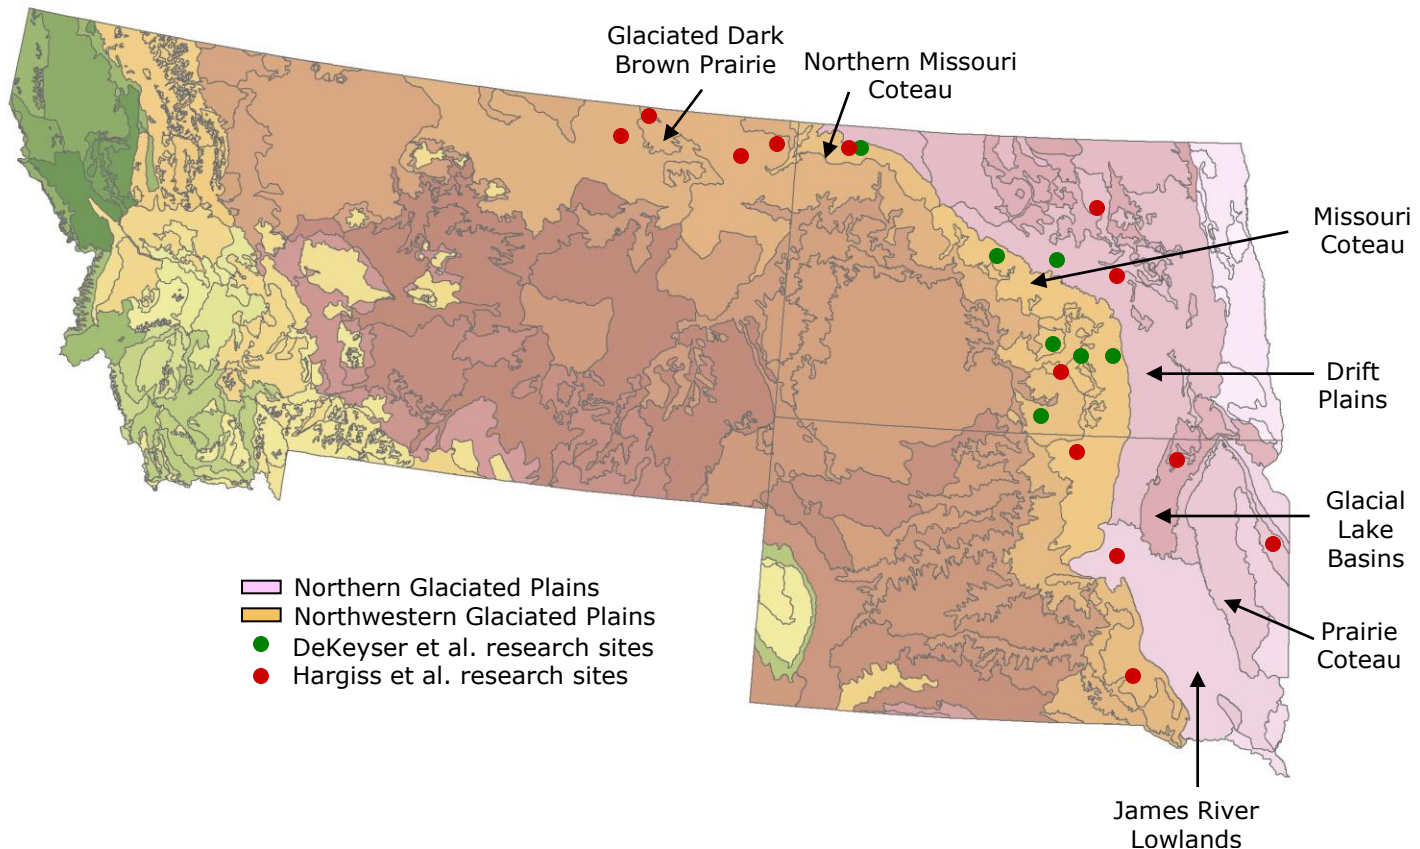 Glaciated Dark
Brown Prairie
Northern Missouri
Coteau
Missouri
Coteau
Drift
Plains
Glacial
Lake
Basins
Prairie
Coteau
James River
Lowlands
Northern Glaciated Plains
Northwestern Glaciated Plains
DeKeyser et al. research sites
Hargiss et al. research sites